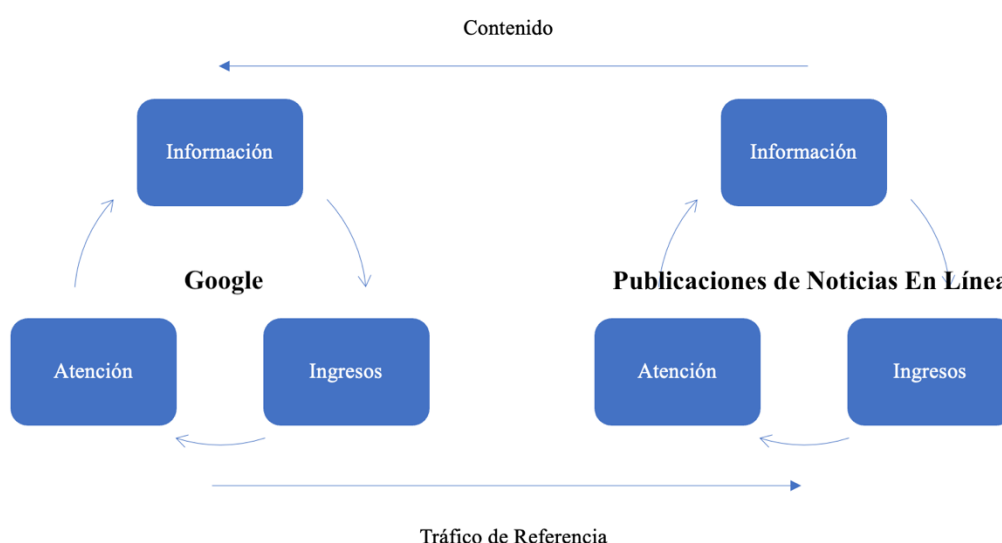 Contenido
Información
Información
Google
Publicaciones de Noticias En Línea
Atención
Ingresos
Atención
Ingresos
Tráfico de Referencia